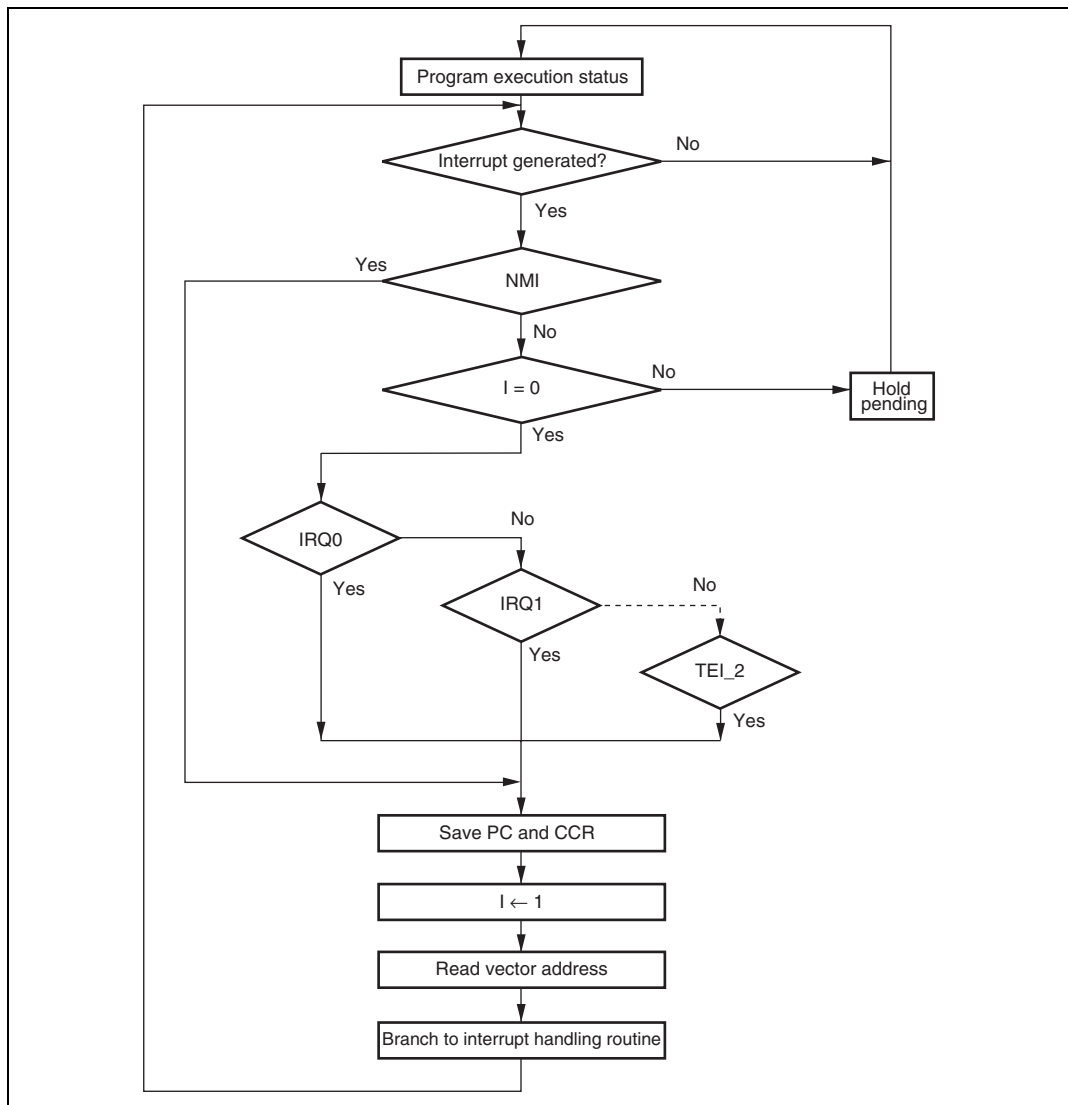 Program execution status
Interrupt generated?
No
Yes
Yes
NMI
No
I = 0
No
Hold
pending
Yes
IRQ0
No
Yes
IRQ1
No
Yes
TEI_2
Yes
Save PC and CCR
I ← 1
Read vector address
Branch to interrupt handling routine